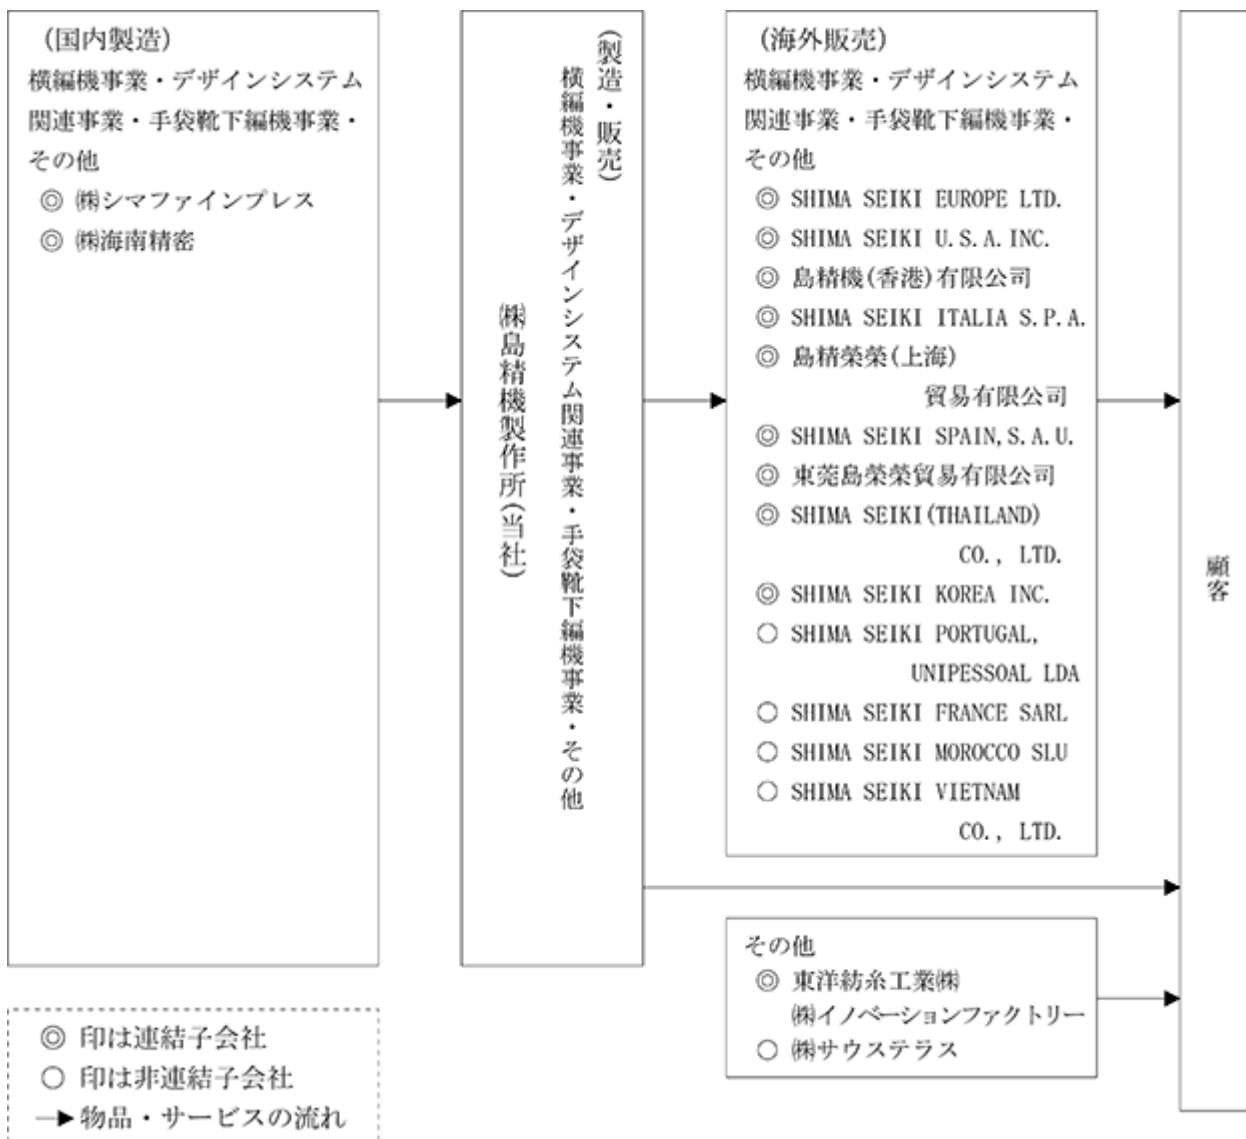 (国内製造)
横編機事業・デザインシステム
関連事業・手袋靴下編機事業・
その他
◎ ㈱シマファインプレス
◎ ㈱海南精密
(製造・販売)
横編機事業・デザインシステム関連事業・手袋靴下編機事業・その他
㈱島精機製作所(当社)
(海外販売)
横編機事業・デザインシステム
関連事業・手袋靴下編機事業・
その他
◎ SHIMA SEIKI EUROPE LTD.
◎ SHIMA SEIKI U.S.A.INC.
◎ 島精機(香港)有限公司
◎ SHIMA SEIKI ITALIA S.P.A.
◎ 島精榮榮(上海)
貿易有限公司
◎ SHIMA SEIKI SPAIN,S.A.U.
◎ 東莞島榮榮貿易有限公司
◎ SHIMA SEIKI(THAILAND)
CO., LTD.
◎ SHIMA SEIKI KOREA INC.
○ SHIMA SEIKI PORTUGAL,
UNIPESSOAL LDA
○ SHIMA SEIKI FRANCE SARL
○ SHIMA SEIKI MOROCCO SLU
○ SHIMA SEIKI VIETNAM
CO., LTD.
その他
◎ 東洋紡糸工業㈱
㈱イノベーションファクトリー
○ ㈱サウステラス
顧客
◎ 印は連結子会社
○ 印は非連結子会社
─▶ 物品・サービスの流れ